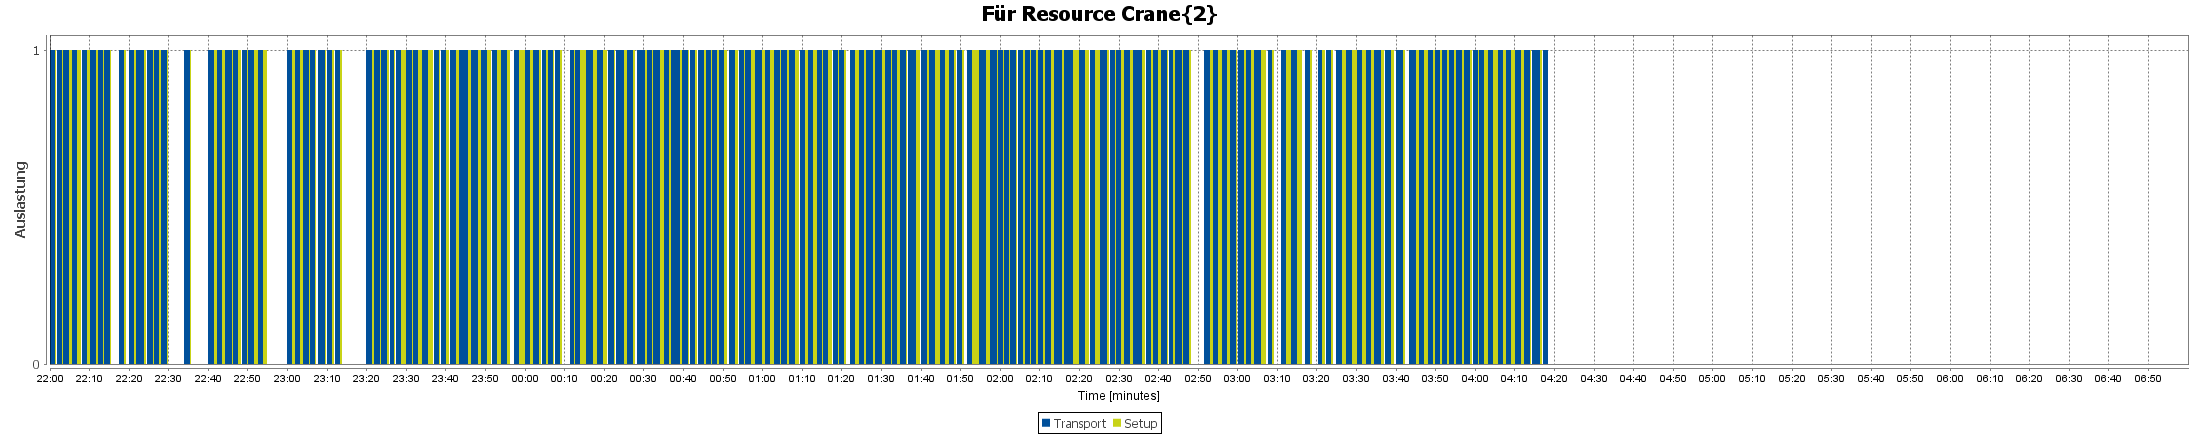 Für Resource Crane{2}
Auslastung
1
0
22:00 22:10 22:20 22:30 22:40 22:50 23:00 23:10 23:20 23:30 23:40 23:50 00:00 00:10 00:20 00:30 00:40 00:50 01:00 01:10 01:20 01:30 01:40 01:50 02:00 02:10 02:20 02:30 02:40 02:50 03:00 03:10 03:20 03:30 03:40 03:50 04:00 04:10 04:20 04:30 04:40 04:50 05:00 05:10 05:20 05:30 05:40 05:50 06:00 06:10 06:20 06:30 06:40 06:50
Time [minutes]
Transport Setup